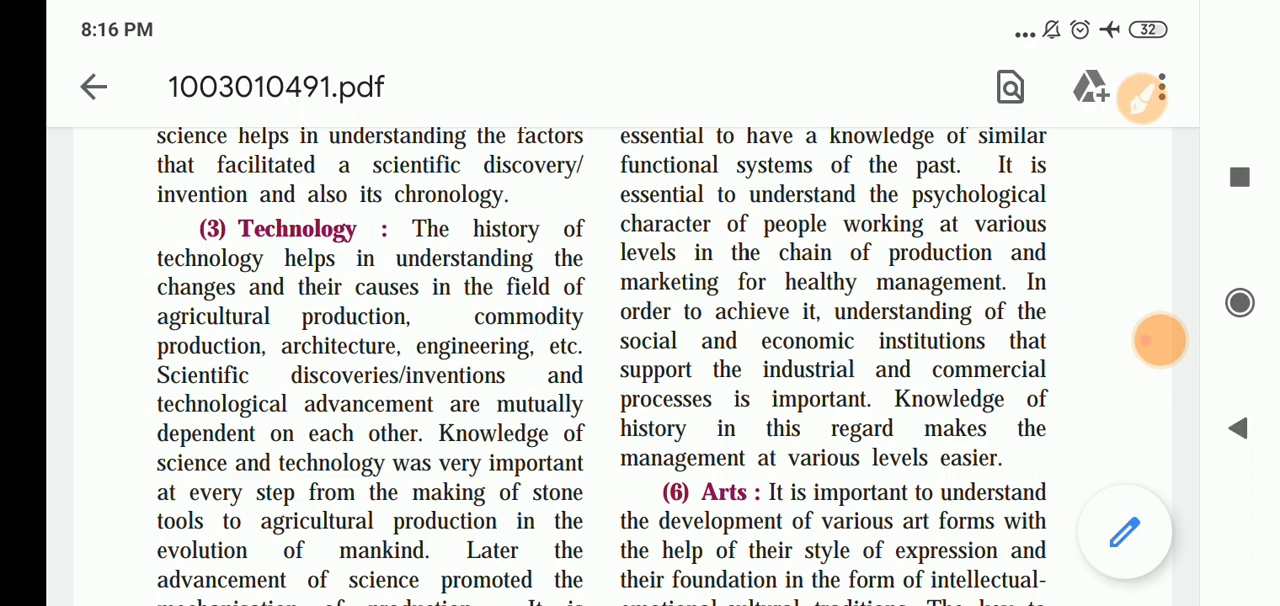 8:16 PM
32
1003010491.pdf
science helps in understanding the factors
that facilitated a scientific discovery/
invention and also its chronology.
(3) Technology : The history of
technology helps in understanding the
changes and their causes in the field of
agricultural production, commodity
production, architecture, engineering, etc.
Scientific discoveries/inventions and
technological advancement are mutually
dependent on each other. Knowledge of
science and technology was very important
at every step from the making of stone
tools to agricultural production in the
evolution of mankind. Later the
advancement of science promoted the
essential to have a knowledge of similar
functional systems of the past. It is
essential to understand the psychological
character of people working at various
levels in the chain of production and
marketing for healthy management. In
order to achieve it, understanding of the
social and economic institutions that
support the industrial and commercial
processes is important. Knowledge of
history in this regard makes the
management at various levels easier.
(6) Arts : It is important to understand
the development of various art forms with
the help of their style of expression and
their foundation in the form of intellectual-